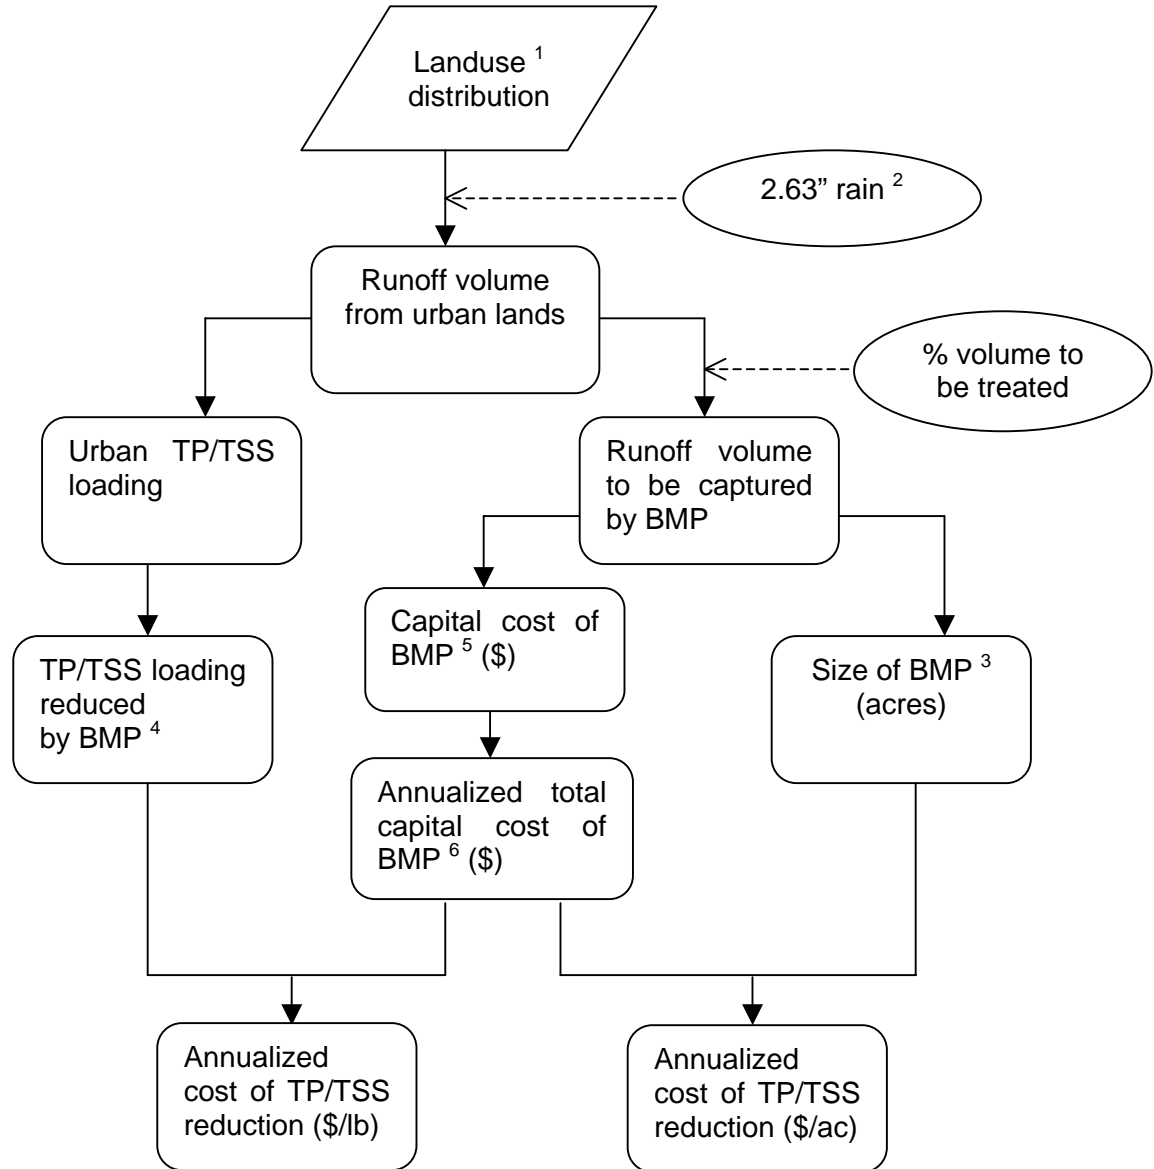 Landuse 1
distribution
2.63” rain 2
Runoff volume
from urban lands
% volume to
be treated
Urban TP/TSS
loading
Runoff volume
to be captured
by BMP
Capital cost of
BMP 5 ($)
TP/TSS loading
reduced
by BMP 4
Size of BMP 3
(acres)
Annualized total
capital cost of
BMP 6 ($)
Annualized
cost of TP/TSS
reduction ($/lb)
Annualized
cost of TP/TSS
reduction ($/ac)